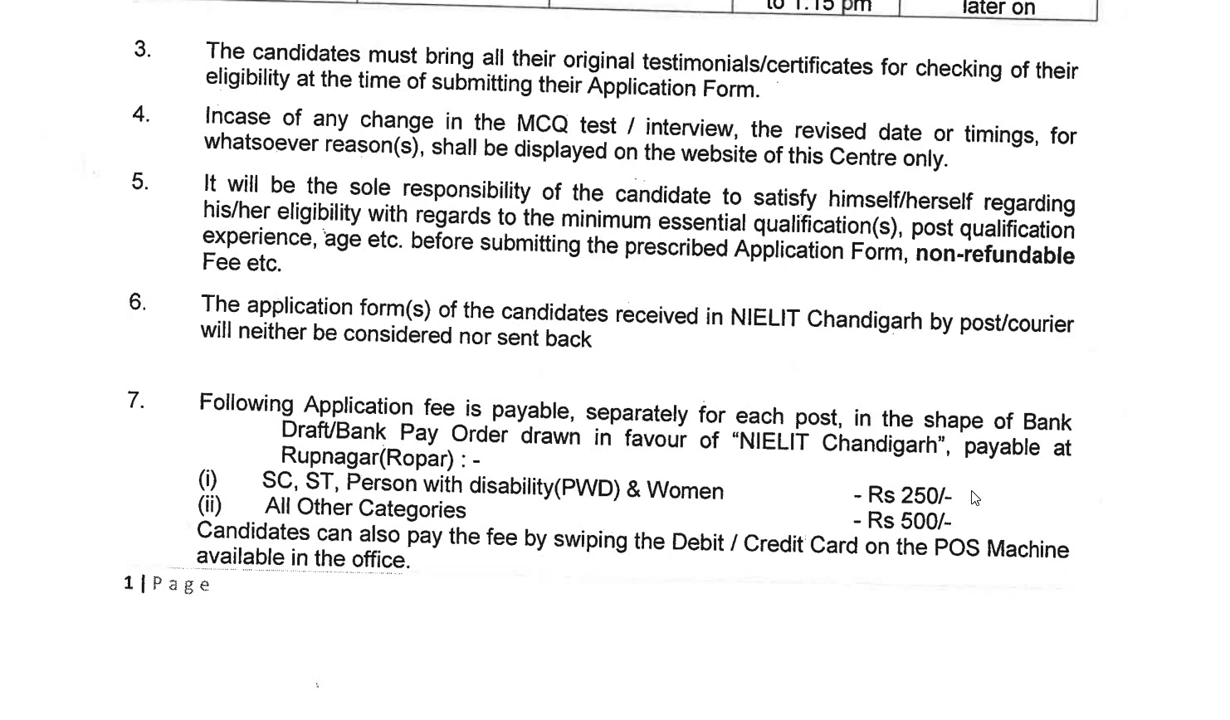 to 1.15 pm later on
3. The candidates must bring all their original testimonials/certificates for checking of their
eligibility at the time of submitting their Application Form.
4. Incase of any change in the MCQ test / interview, the revised date or timings, for
whatsoever reason(s), shall be displayed on the website of this Centre only.
5. It will be the sole responsibility of the candidate to satisfy himself/herself regarding
his/her eligibility with regards to the minimum essential qualification(s), post qualification
experience, age etc. before submitting the prescribed Application Form, non-refundable
Fee etc.
6. The application form(s) of the candidates received in NIELIT Chandigarh by post/courier
will neither be considered nor sent back
7. Following Application fee is payable, separately for each post, in the shape of Bank
Draft/Bank Pay Order drawn in favour of “NIELIT Chandigarh”, payable at
Rupnagar(Ropar) : -
(i) SC, ST, Person with disability(PWD) & Women - Rs 250/-
(ii) All Other Categories - Rs 500/-
Candidates can also pay the fee by swiping the Debit / Credit Card on the POS Machine
available in the office.
1 | P a g e